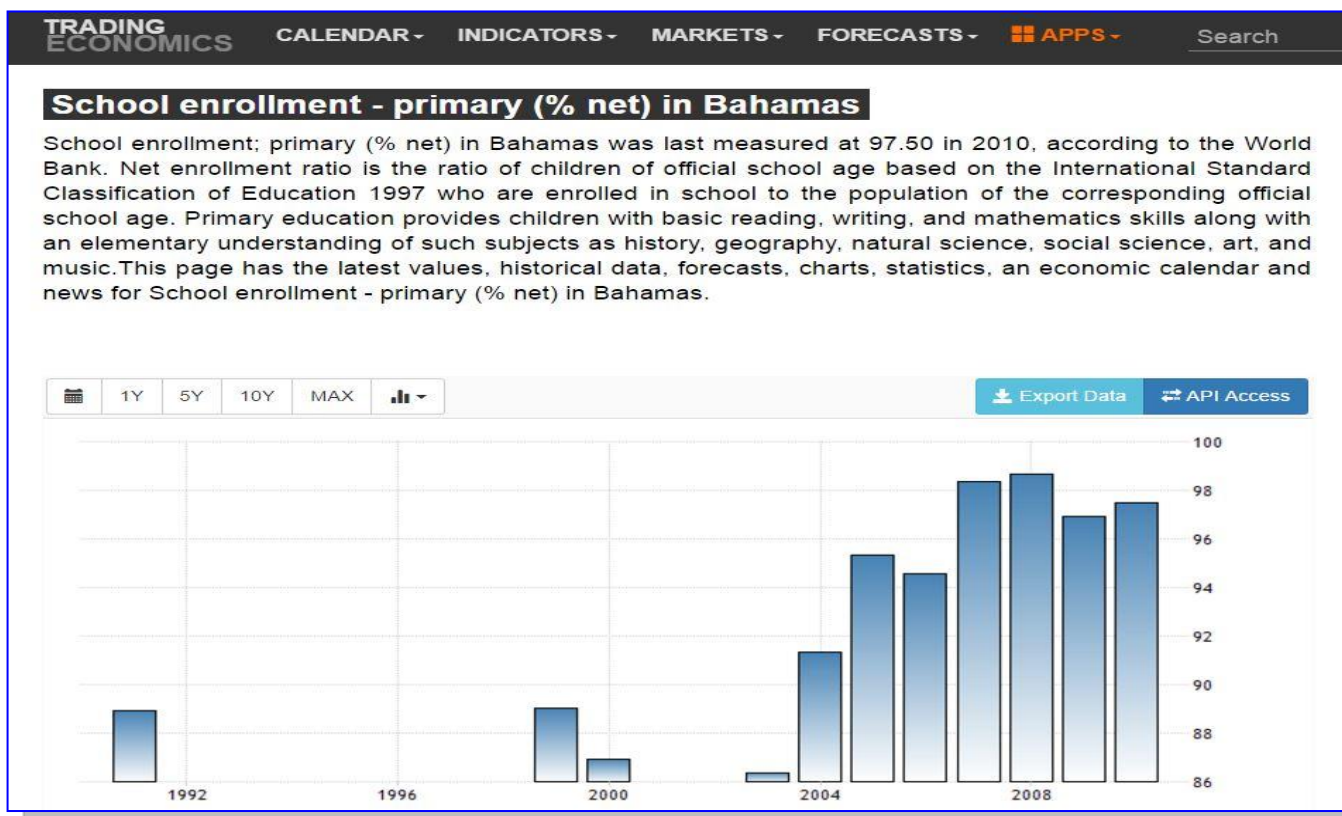 TRADING
ECONOMICS
CALENDAR INDICATORS MARKETS FORECASTS APPS Search
School enrollment - primary (% net) in Bahamas
School enrollment; primary (% net) in Bahamas was last measured at 97.50 in 2010, according to the World
Bank. Net enrollment ratio is the ratio of children of official school age based on the International Standard
Classification of Education 1997 who are enrolled in school to the population of the corresponding official
school age. Primary education provides children with basic reading, writing, and mathematics skills along with
an elementary understanding of such subjects as history, geography, natural science, social science, art, and
music.This page has the latest values, historical data, forecasts, charts, statistics, an economic calendar and
news for School enrollment - primary (% net) in Bahamas.
1Y 5Y 10Y MAX Export Data API Access
100
98
96
94
92
90
88
86
1992 1996 2000 2004 2008